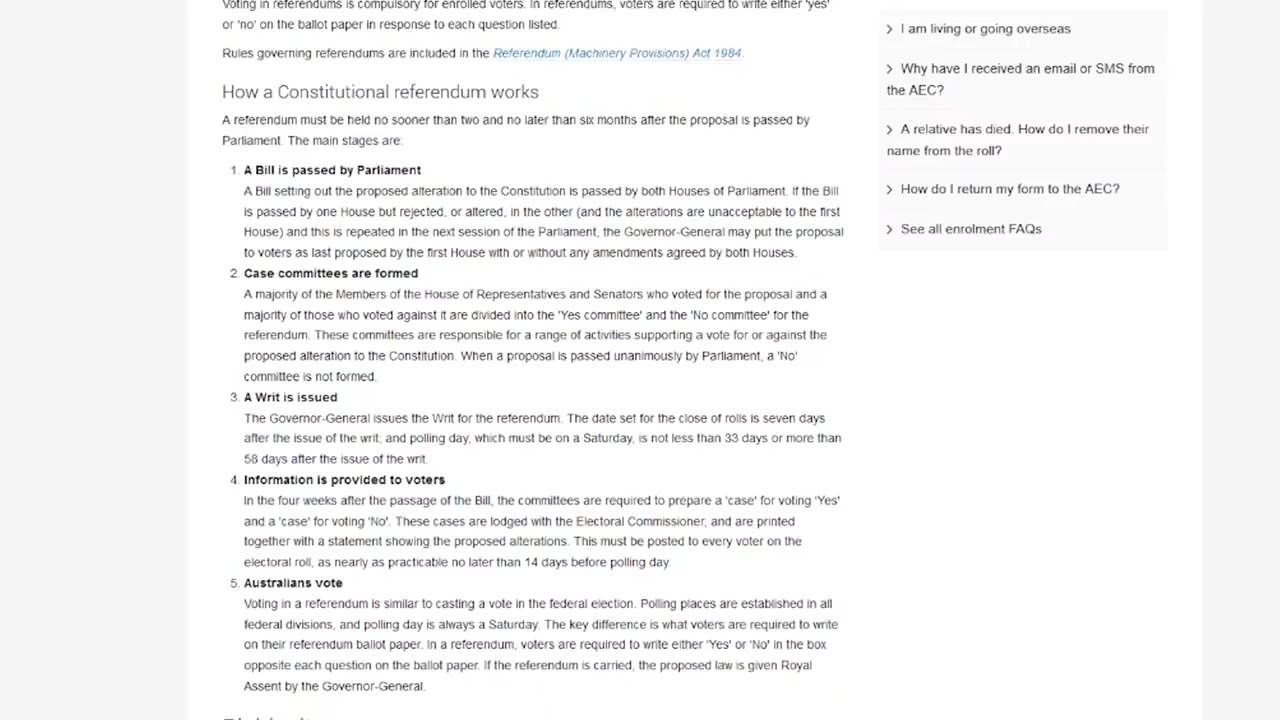 Voting in referendums is compulsory for enrolled voters. In referendums, voters are required to write either 'yes'
or 'no' on the ballot paper in response to each question listed.
Rules governing referendums are included in the Referendum (Machinery Provisions) Act 1984.
How a Constitutional referendum works
A referendum must be held no sooner than two and no later than six months after the proposal is passed by
Parliament. The main stages are:
1. A Bill is passed by Parliament
A Bill setting out the proposed alteration to the Constitution is passed by both Houses of Parliament. If the Bill
is passed by one House but rejected, or altered, in the other (and the alterations are unacceptable to the first
House) and this is repeated in the next session of the Parliament, the Governor-General may put the proposal
to voters as last proposed by the first House with or without any amendments agreed by both Houses.
2. Case committees are formed
A majority of the Members of the House of Representatives and Senators who voted for the proposal and a
majority of those who voted against it are divided into the 'Yes committee' and the 'No committee' for the
referendum. These committees are responsible for a range of activities supporting a vote for or against the
proposed alteration to the Constitution. When a proposal is passed unanimously by Parliament, a 'No'
committee is not formed.
3. A Writ is issued
The Governor-General issues the Writ for the referendum. The date set for the close of rolls is seven days
after the issue of the writ; and polling day, which must be on a Saturday, is not less than 33 days or more than
58 days after the issue of the writ.
4. Information is provided to voters
In the four weeks after the passage of the Bill, the committees are required to prepare a 'case' for voting 'Yes'
and a 'case' for voting 'No'. These cases are lodged with the Electoral Commissioner, and are printed
together with a statement showing the proposed alterations. This must be posted to every voter on the
electoral roll, as nearly as practicable no later than 14 days before polling day.
5. Australians vote
Voting in a referendum is similar to casting a vote in the federal election. Polling places are established in all
federal divisions, and polling day is always a Saturday. The key difference is what voters are required to write
on their referendum ballot paper. In a referendum, voters are required to write either 'Yes' or 'No' in the box
opposite each question on the ballot paper. If the referendum is carried, the proposed law is given Royal
Assent by the Governor-General.
> I am living or going overseas
> Why have I received an email or SMS from
the AEC?
> A relative has died. How do I remove their
name from the roll?
> How do I return my form to the AEC?
> See all enrolment FAQs